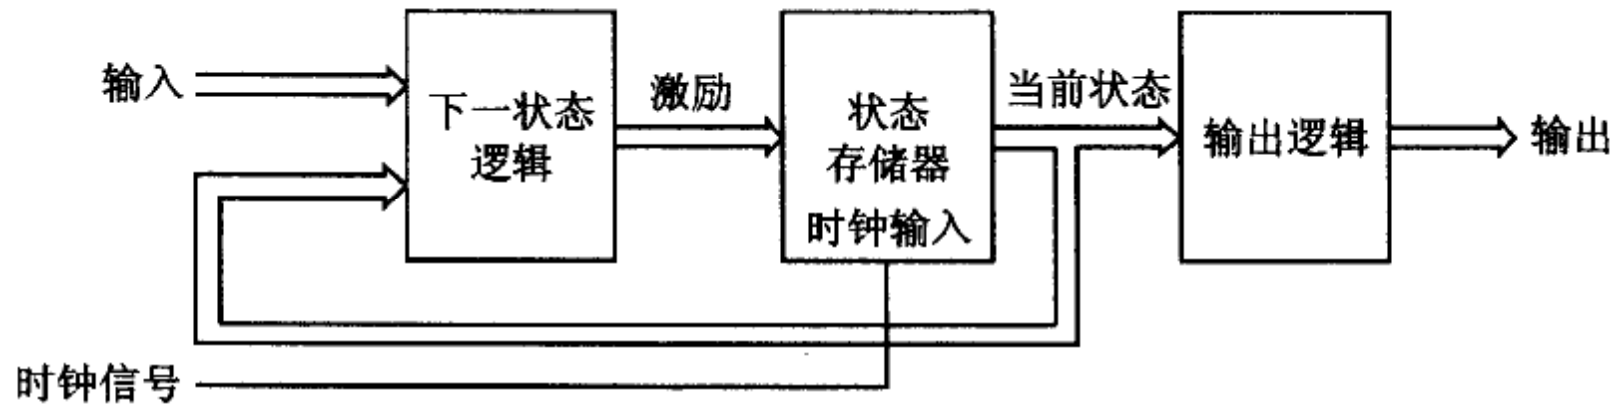 输入
下一状态
逻辑
激励
状态
存储器
时钟输入
当前状态
输出逻辑
输出
时钟信号